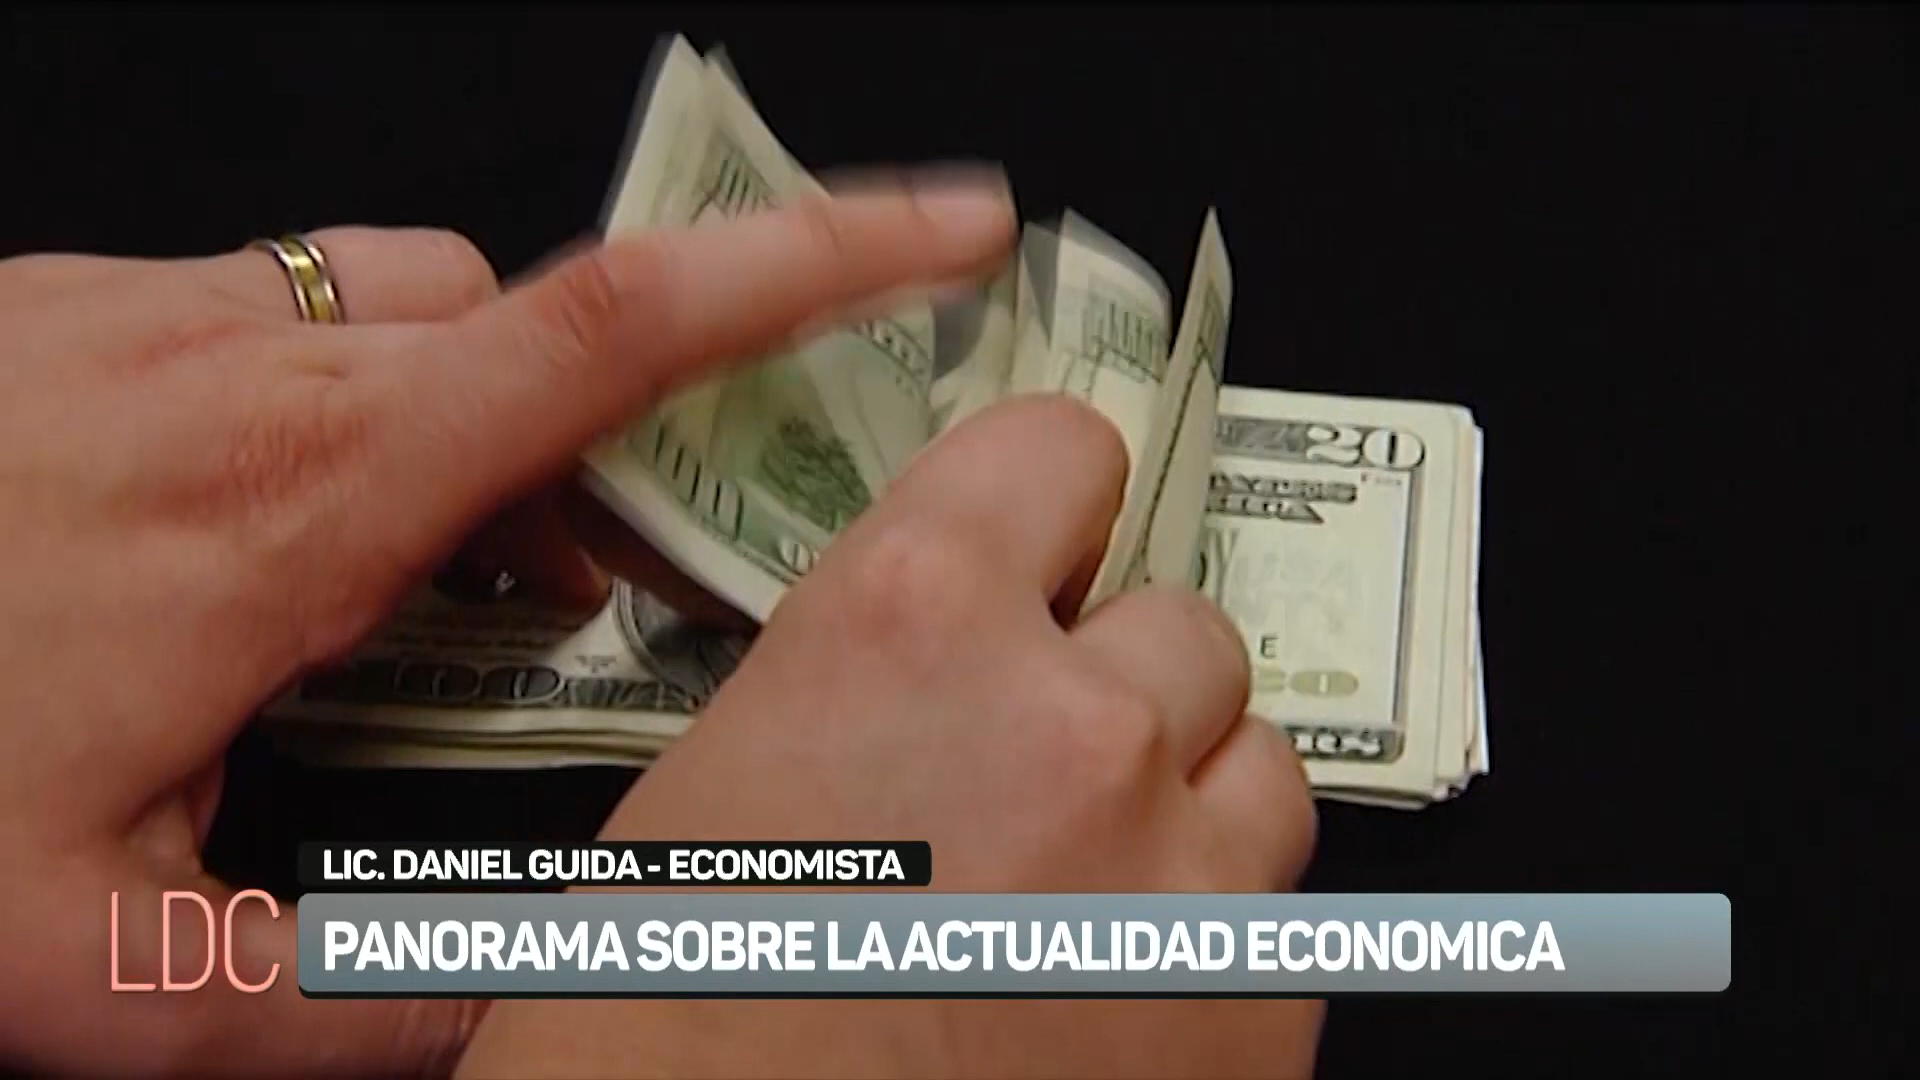 20
E
LIC. DANIEL GUIDA - ECONOMISTA
LDC
PANORAMA SOBRE LA ACTUALIDAD ECONOMICA